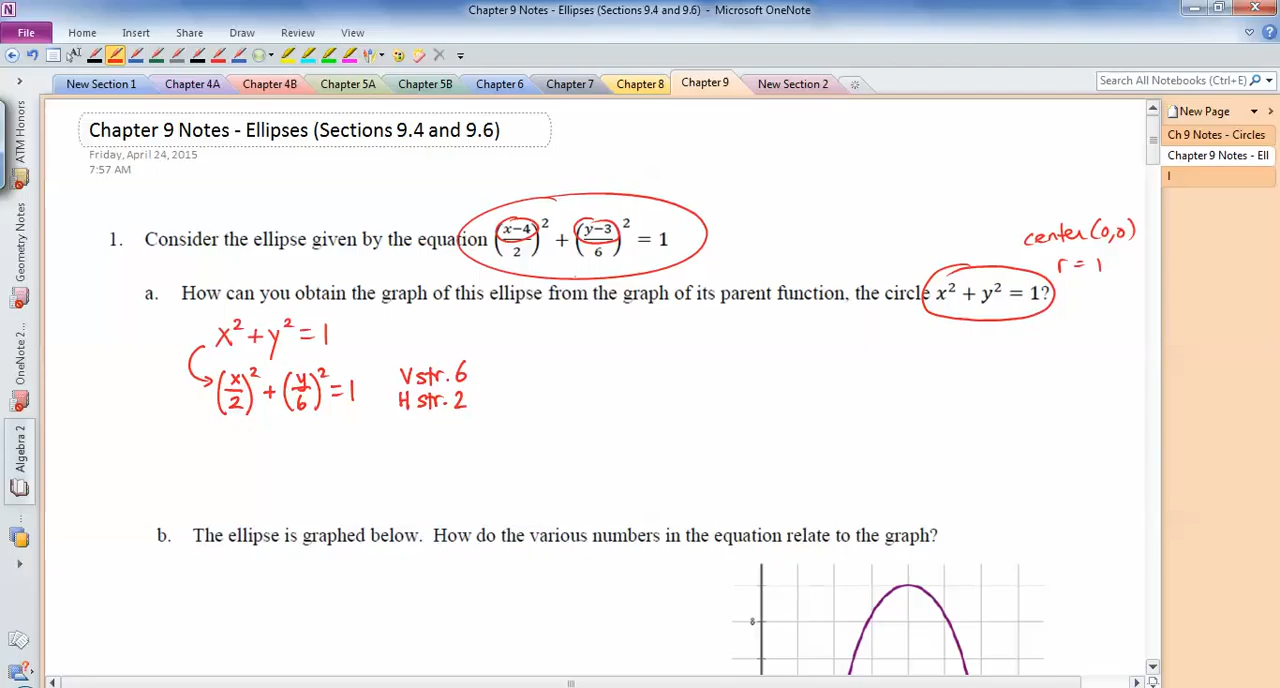 Chapter 9 Notes - Ellipses (Sections 9.4 and 9.6) - Microsoft OneNote
File Home Insert Share Draw Review View
New Section 1 Chapter 4A Chapter 4B Chapter 5A Chapter 5B Chapter 6 Chapter 7 Chapter 8 Chapter 9 New Section 2
Search All Notebooks (Ctrl+E)
New Page
Ch 9 Notes - Circles
Chapter 9 Notes - Ell
I
ATM Honors
Geometry Notes
OneNote 2...
Algebra 2
Chapter 9 Notes - Ellipses (Sections 9.4 and 9.6)
Friday, April 24, 2015
7:57 AM
1. Consider the ellipse given by the equation ((x−4)/2)² + ((y−3)/6)² = 1
center (0,0)
r = 1
a. How can you obtain the graph of this ellipse from the graph of its parent function, the circle x² + y² = 1?
x² + y² = 1
(x/2)² + (y/6)² = 1
V str. 6
H str. 2
b. The ellipse is graphed below. How do the various numbers in the equation relate to the graph?
8